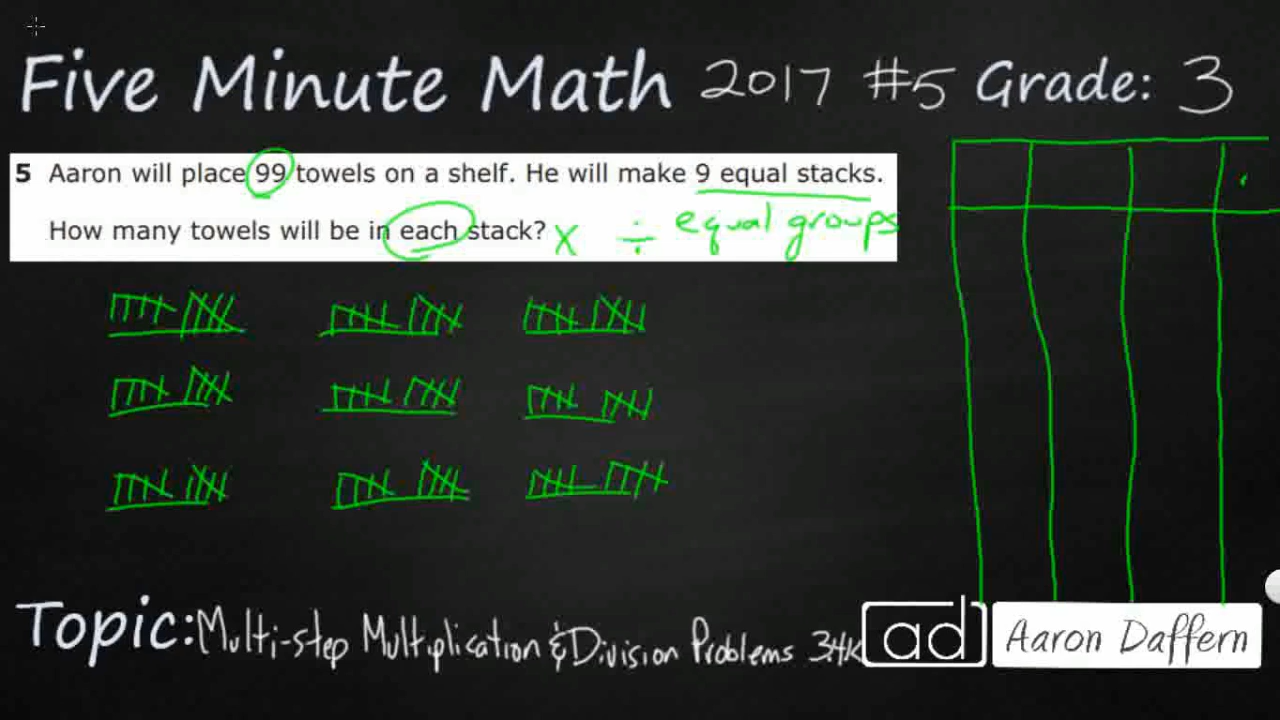 Five Minute Math 2017 #5 Grade: 3
5 Aaron will place 99 towels on a shelf. He will make 9 equal stacks.
How many towels will be in each stack? x ÷ equal groups
Topic: Multi-step Multiplication & Division Problems 3.4K
ad Aaron Daffern